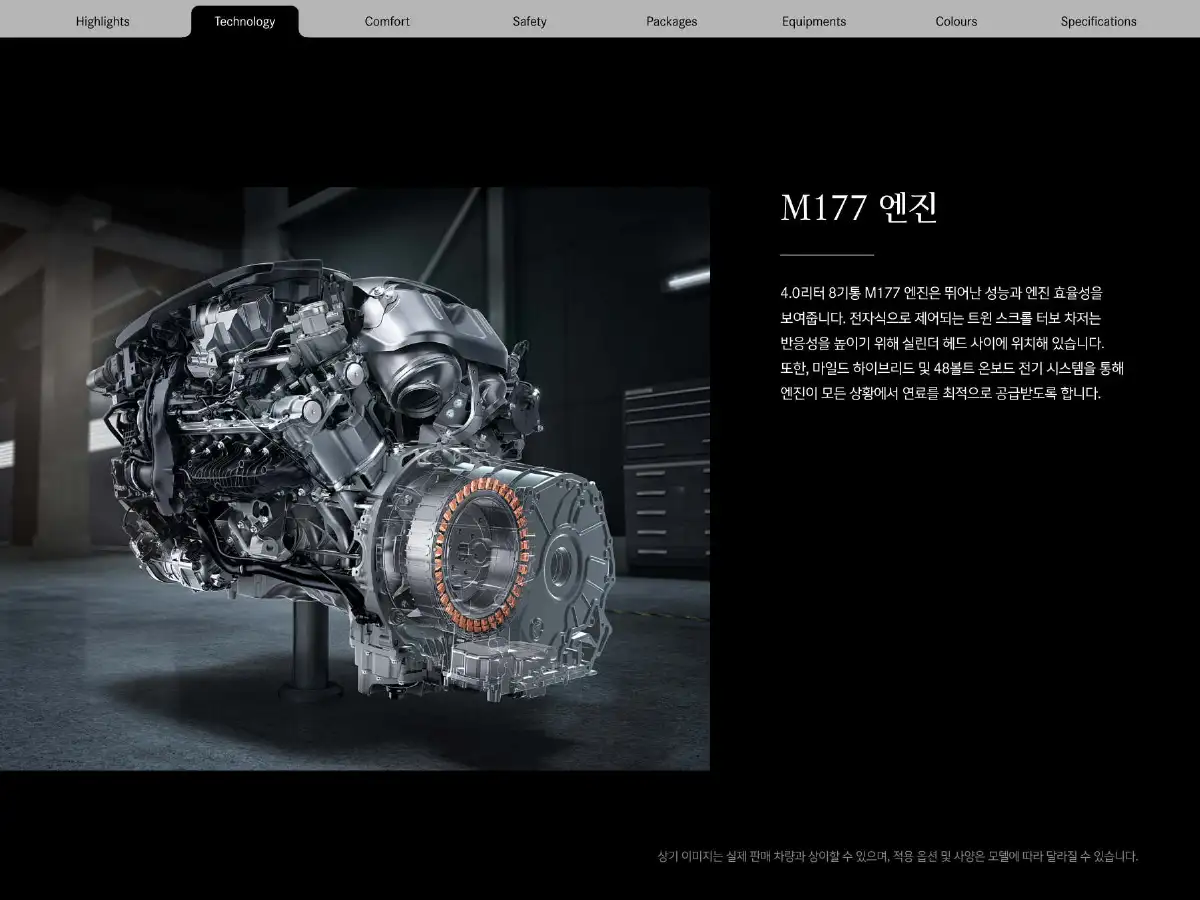 Highlights
Technology
Comfort
Safety
Packages
Equipments
Colours
Specifications
M177 엔진
4.0리터 8기통 M177 엔진은 뛰어난 성능과 엔진 효율성을
보여줍니다. 전자식으로 제어되는 트윈 스크롤 터보 차저는
반응성을 높이기 위해 실린더 헤드 사이에 위치해 있습니다.
또한, 마일드 하이브리드 및 48볼트 온보드 전기 시스템을 통해
엔진이 모든 상황에서 연료를 최적으로 공급받도록 합니다.
상기 이미지는 실제 판매 차량과 상이할 수 있으며, 적용 옵션 및 사양은 모델에 따라 달라질 수 있습니다.